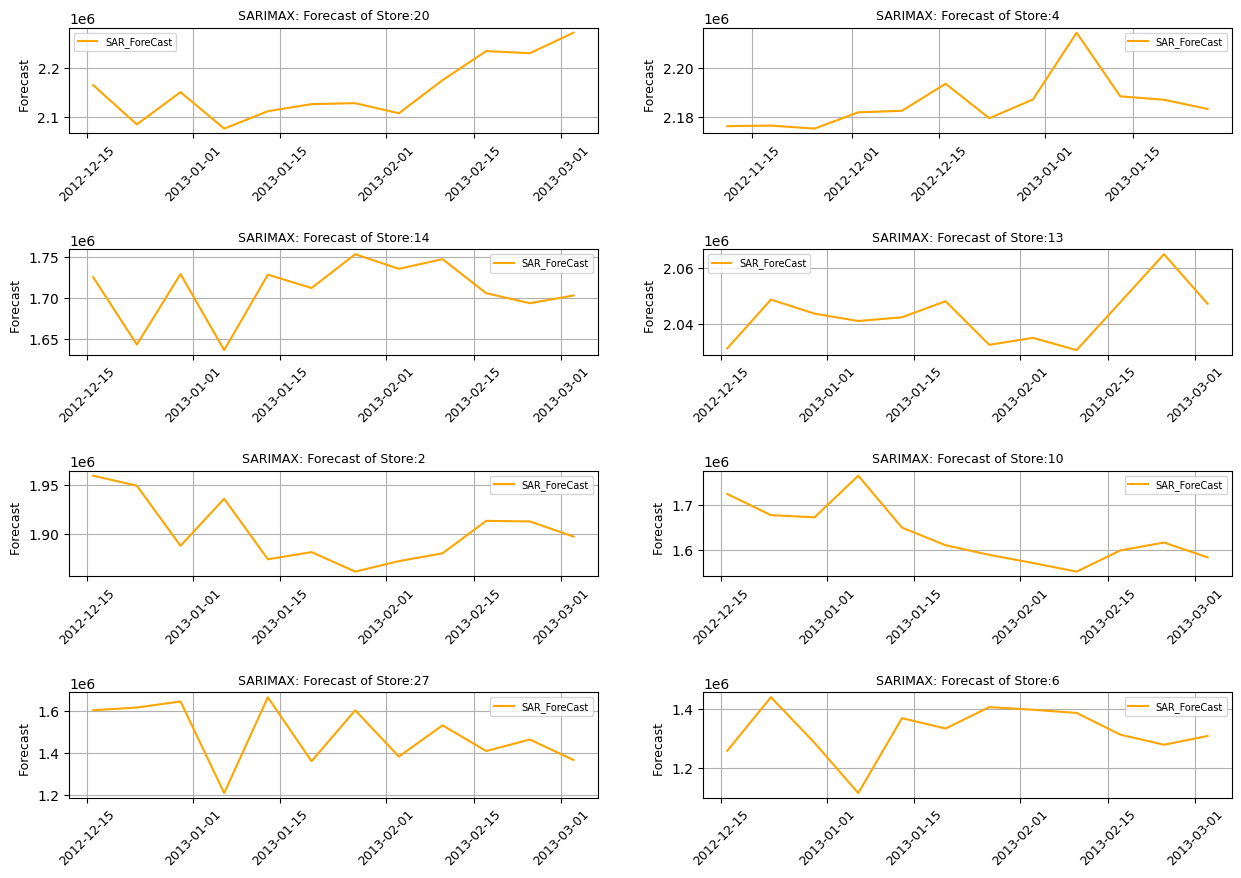 SARIMAX: Forecast of Store:20
1e6
SAR_ForeCast
Forecast
2.2
2.1
2012-12-15
2013-01-01
2013-01-15
2013-02-01
2013-02-15
2013-03-01
SARIMAX: Forecast of Store:4
1e6
SAR_ForeCast
Forecast
2.20
2.18
2012-11-15
2012-12-01
2012-12-15
2013-01-01
2013-01-15
SARIMAX: Forecast of Store:14
1e6
SAR_ForeCast
Forecast
1.75
1.70
1.65
2012-12-15
2013-01-01
2013-01-15
2013-02-01
2013-02-15
2013-03-01
SARIMAX: Forecast of Store:13
1e6
SAR_ForeCast
Forecast
2.06
2.04
2012-12-15
2013-01-01
2013-01-15
2013-02-01
2013-02-15
2013-03-01
SARIMAX: Forecast of Store:2
1e6
SAR_ForeCast
Forecast
1.95
1.90
2012-12-15
2013-01-01
2013-01-15
2013-02-01
2013-02-15
2013-03-01
SARIMAX: Forecast of Store:10
1e6
SAR_ForeCast
Forecast
1.7
1.6
2012-12-15
2013-01-01
2013-01-15
2013-02-01
2013-02-15
2013-03-01
SARIMAX: Forecast of Store:27
1e6
SAR_ForeCast
Forecast
1.6
1.4
1.2
2012-12-15
2013-01-01
2013-01-15
2013-02-01
2013-02-15
2013-03-01
SARIMAX: Forecast of Store:6
1e6
SAR_ForeCast
Forecast
1.4
1.2
2012-12-15
2013-01-01
2013-01-15
2013-02-01
2013-02-15
2013-03-01